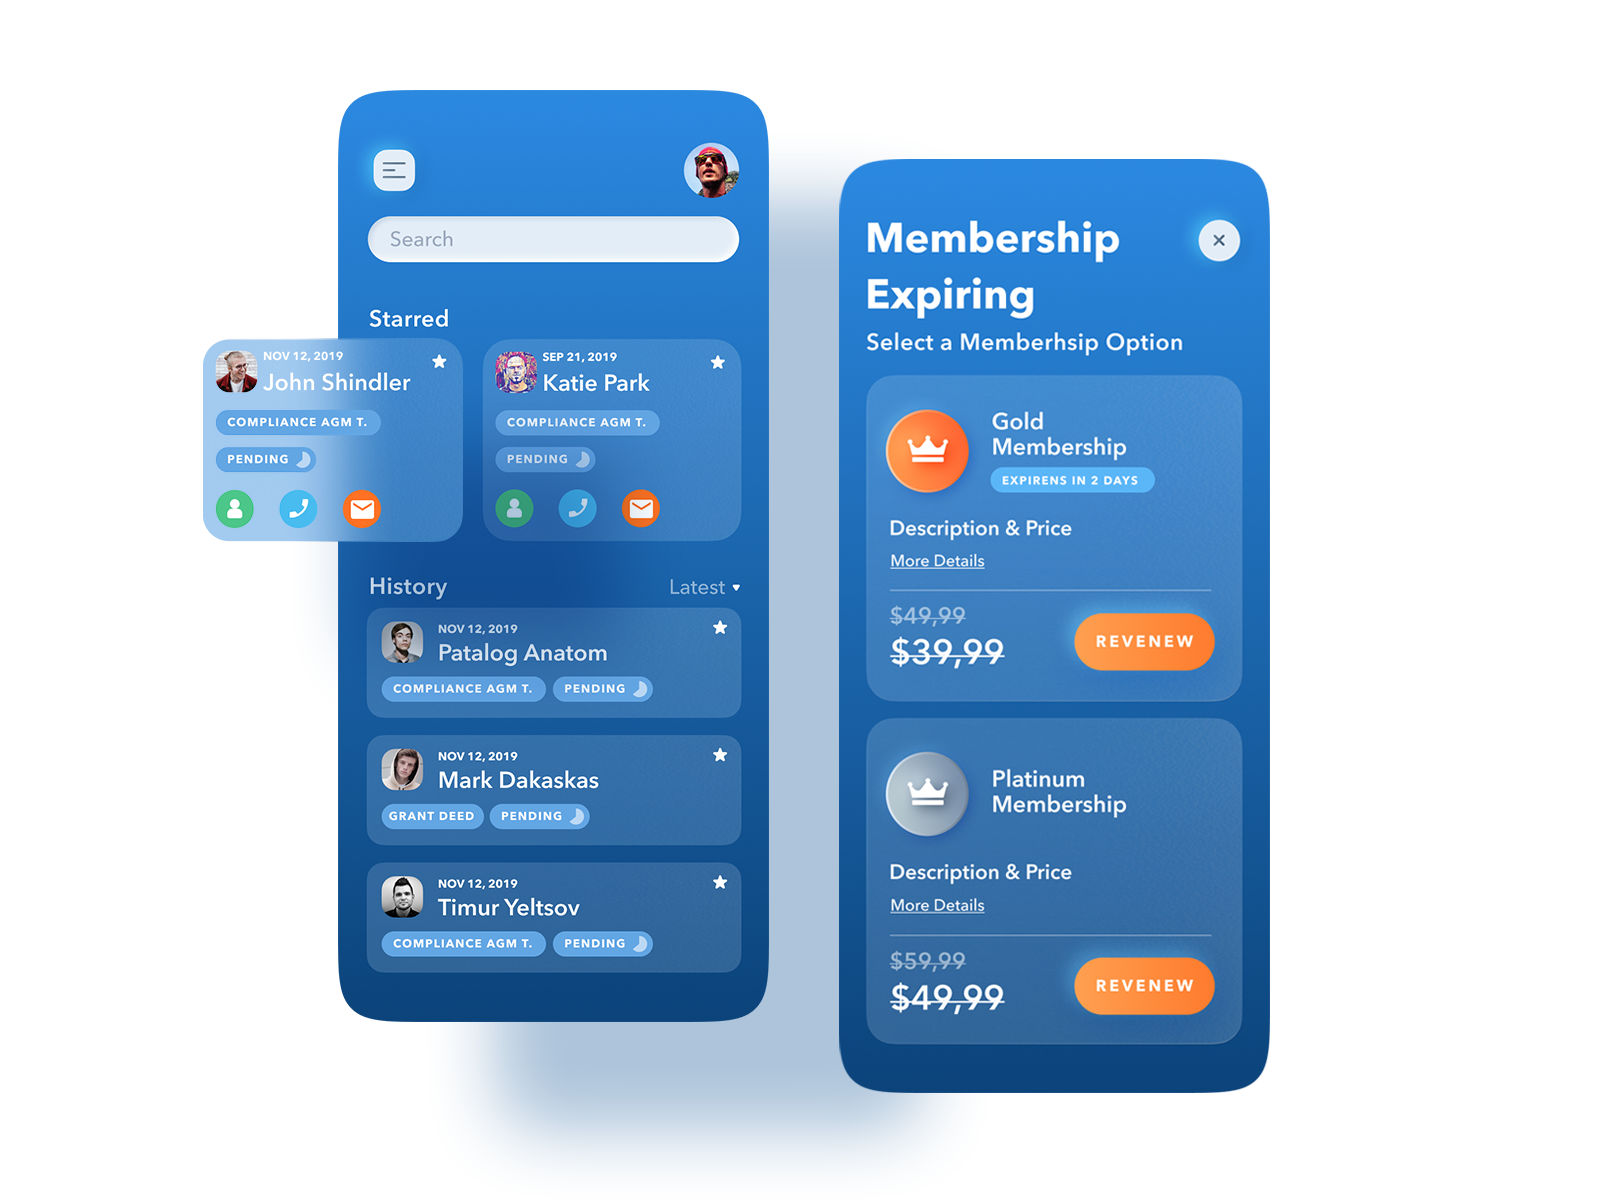 Search
Starred
NOV 12, 2019
John Shindler
COMPLIANCE AGM T.
PENDING
SEP 21, 2019
Katie Park
COMPLIANCE AGM T.
PENDING
History
Latest
NOV 12, 2019
Patalog Anatom
COMPLIANCE AGM T.
PENDING
NOV 12, 2019
Mark Dakaskas
GRANT DEED
PENDING
NOV 12, 2019
Timur Yeltsov
COMPLIANCE AGM T.
PENDING
Membership
Expiring
Select a Memberhsip Option
Gold
Membership
EXPIRENS IN 2 DAYS
Description & Price
More Details
$49,99
$39,99
REVENEW
Platinum
Membership
Description & Price
More Details
$59,99
$49,99
REVENEW